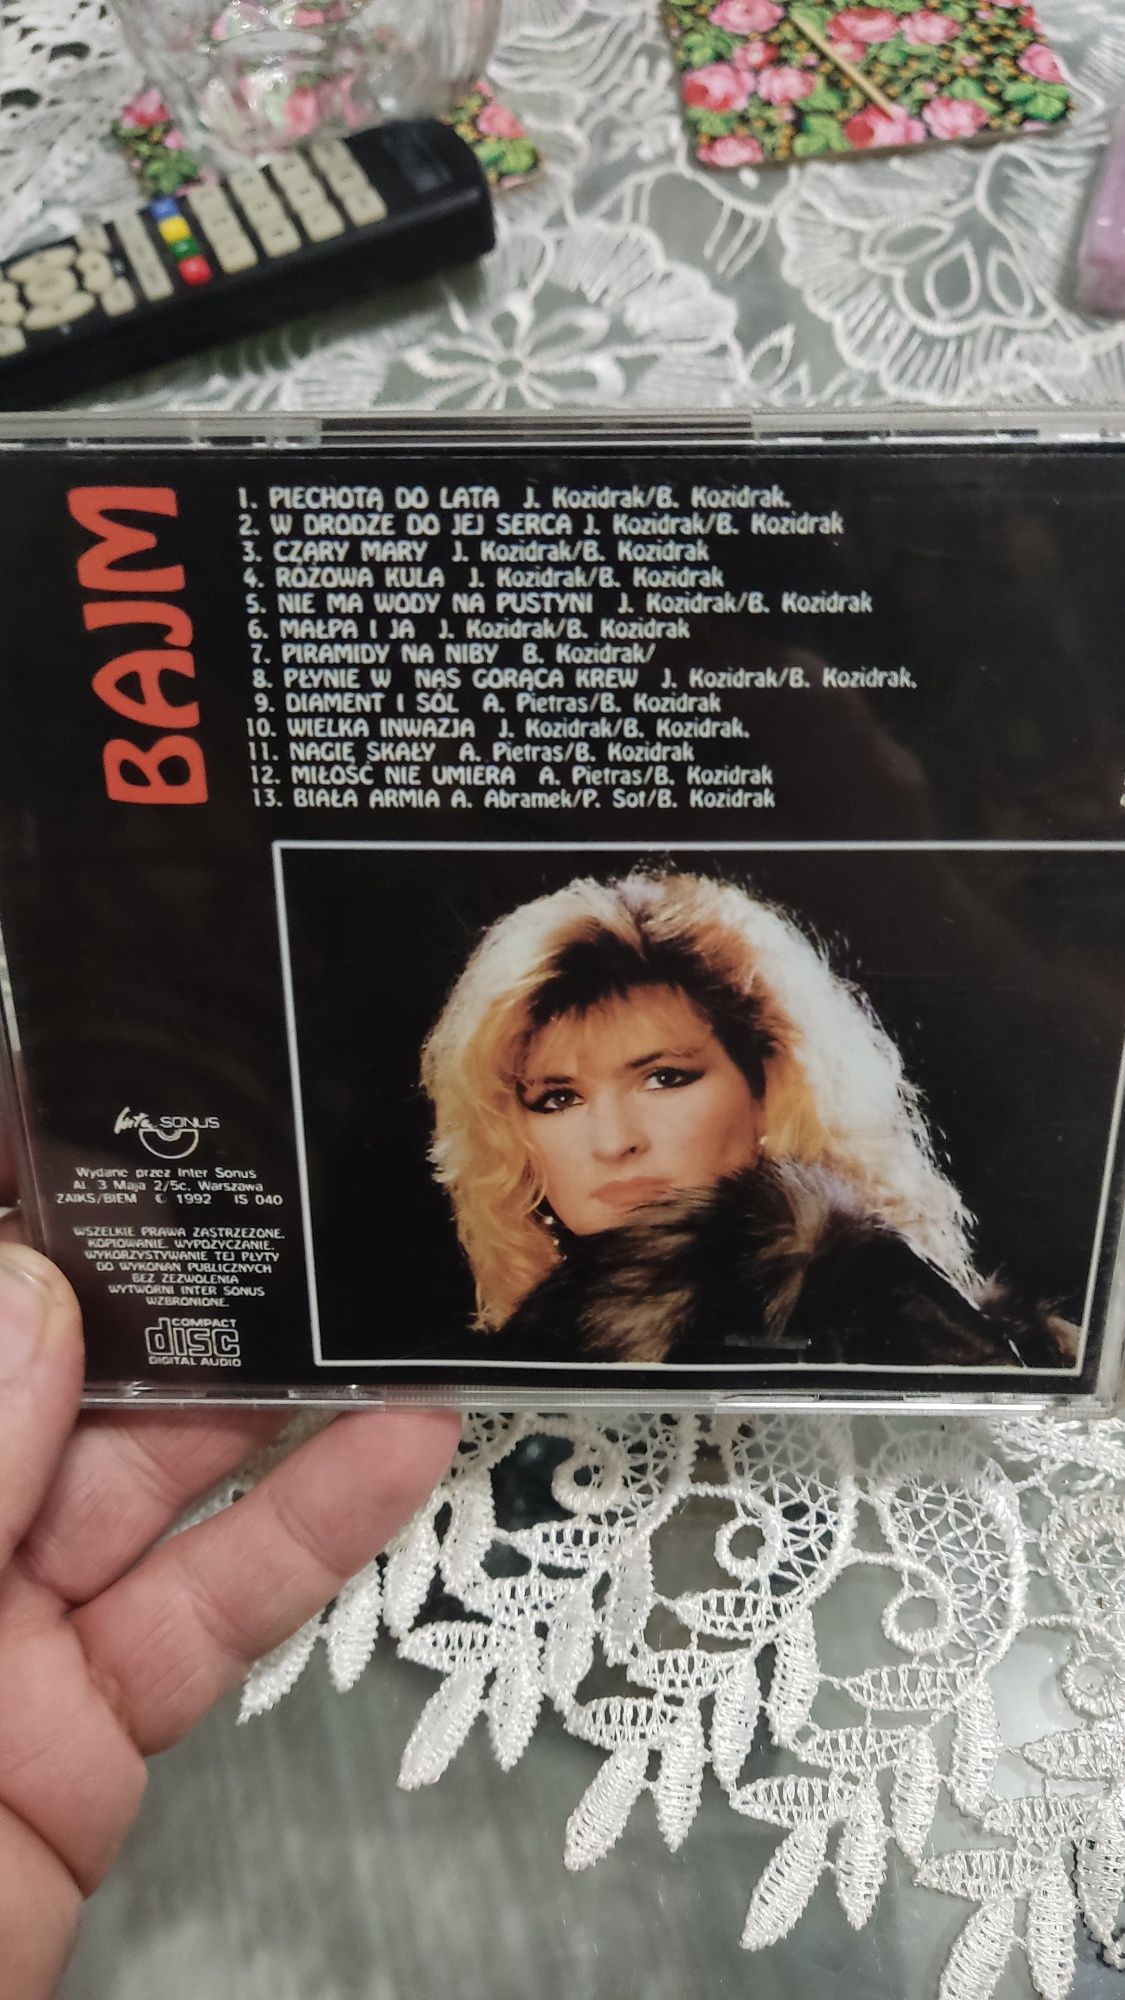 BAJM
1. PIECHOTĄ DO LATA J. Kozidrak/B. Kozidrak.
2. W DRODZE DO JEJ SERCA J. Kozidrak/B. Kozidrak
3. CZARY MARY J. Kozidrak/B. Kozidrak
4. RÓŻOWA KULA J. Kozidrak/B. Kozidrak
5. NIE MA WODY NA PUSTYNI J. Kozidrak/B. Kozidrak
6. MAŁPA I JA J. Kozidrak/B. Kozidrak
7. PIRAMIDY NA NIBY B. Kozidrak/
8. PŁYNIE W NAS GORĄCA KREW J. Kozidrak/B. Kozidrak.
9. DIAMENT I SÓL A. Pietras/B. Kozidrak
10. WIELKA INWAZJA J. Kozidrak/B. Kozidrak.
11. NAGIE SKAŁY A. Pietras/B. Kozidrak
12. MIŁOŚĆ NIE UMIERA A. Pietras/B. Kozidrak
13. BIAŁA ARMIA A. Abramek/P. Sot/B. Kozidrak
Inter SONUS
Wydane przez Inter Sonus
Al. 3 Maja 2/5c. Warszawa
ZAIKS/BIEM © 1992 IS 040
WSZELKIE PRAWA ZASTRZEŻONE.
KOPIOWANIE, WYPOŻYCZANIE,
WYKORZYSTYWANIE TEJ PŁYTY
DO WYKONAŃ PUBLICZNYCH
BEZ ZEZWOLENIA
WYTWÓRNI INTER SONUS
WZBRONIONE.
COMPACT
disc
DIGITAL AUDIO